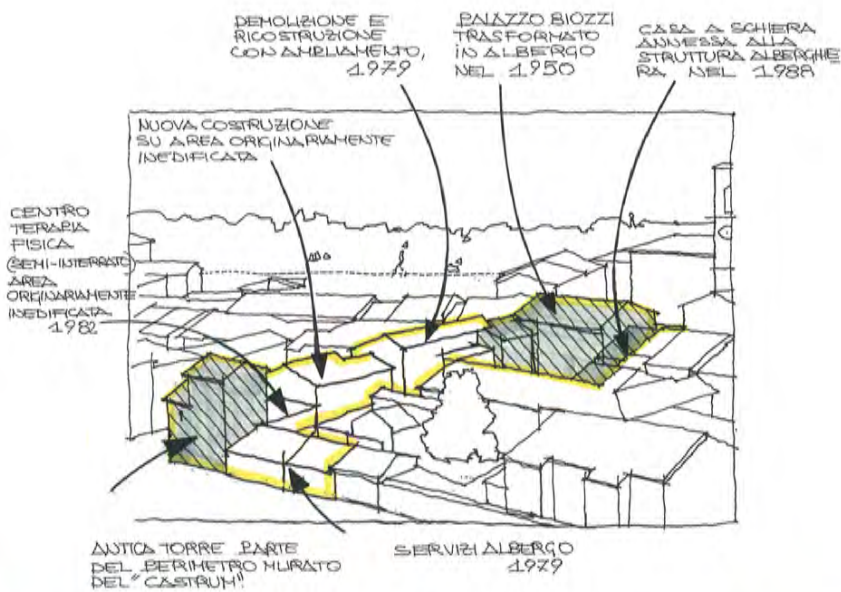 DEMOLIZIONE E
RICOSTRUZIONE
CON AMPLIAMENTO,
1979
PALAZZO BIOZZI
TRASFORMATO
IN ALBERGO
NEL 1950
CASA A SCHIERA
ANNESSA ALLA
STRUTTURA ALBERGHIE
RA NEL 1988
NUOVA COSTRUZIONE
SU AREA ORIGINARIAMENTE
INEDIFICATA
CENTRO
TERAPIA
FISICA
(SEMI-INTERRATO)
AREA
ORIGINARIAMENTE
INEDIFICATA
1982
ANTICA TORRE PARTE
DEL PERIMETRO MURATO
DEL "CASTRUM".
SERVIZI ALBERGO
1979